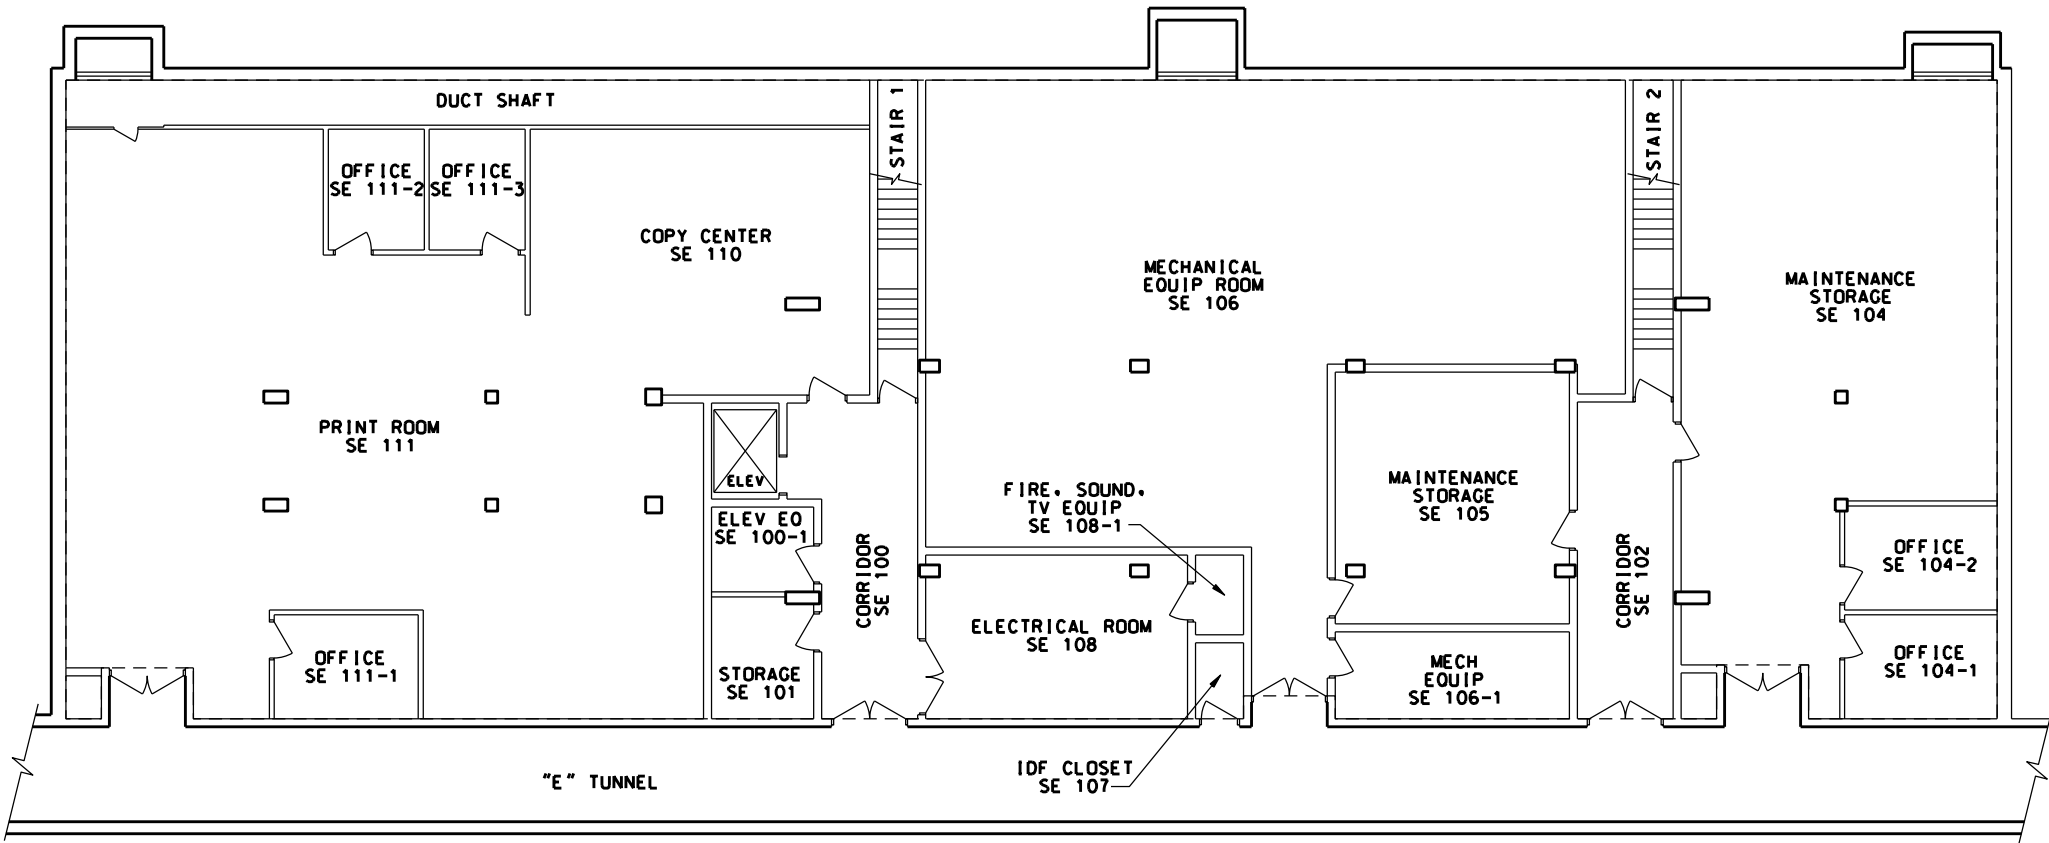 DUCT SHAFT
STAIR 1
STAIR 2
OFFICE
SE 111-2
OFFICE
SE 111-3
COPY CENTER
SE 110
MECHANICAL
EQUIP ROOM
SE 106
MAINTENANCE
STORAGE
SE 104
PRINT ROOM
SE 111
ELEV
ELEV EQ
SE 100-1
CORRIDOR
SE 100
FIRE, SOUND,
TV EQUIP
SE 108-1
MAINTENANCE
STORAGE
SE 105
CORRIDOR
SE 102
OFFICE
SE 104-2
OFFICE
SE 111-1
STORAGE
SE 101
ELECTRICAL ROOM
SE 108
MECH
EQUIP
SE 106-1
OFFICE
SE 104-1
"E" TUNNEL
IDF CLOSET
SE 107